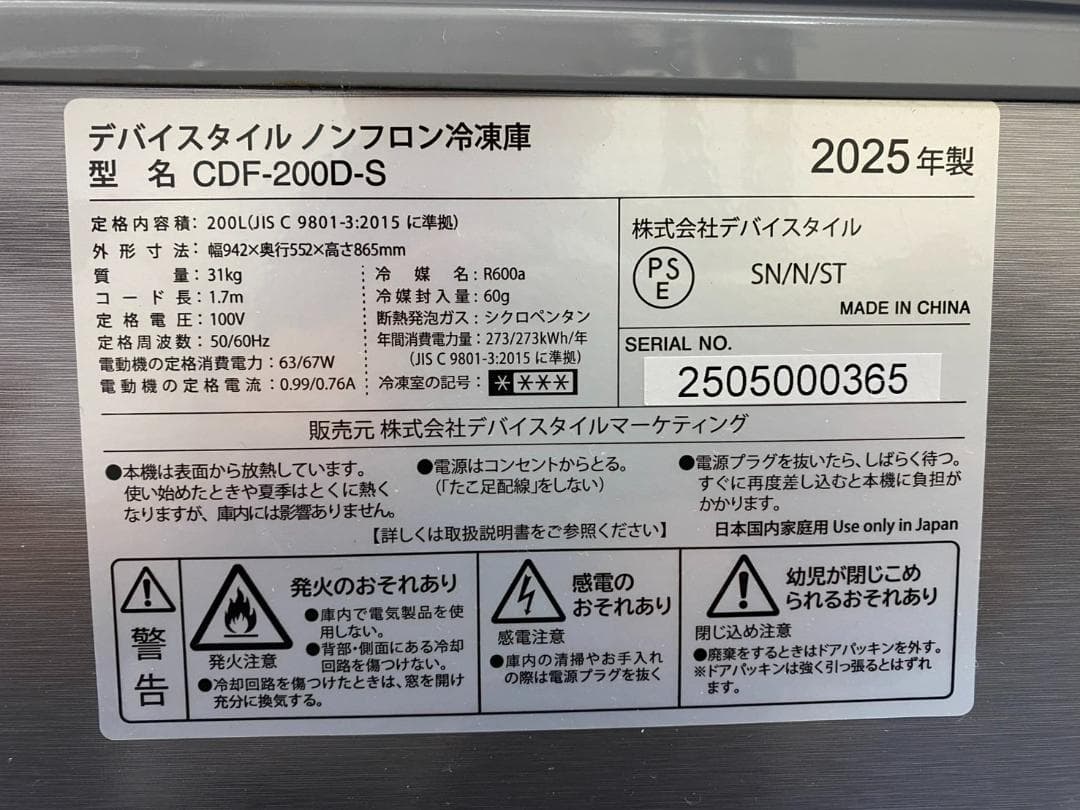 デバイスタイル ノンフロン冷凍庫
型 名 CDF-200D-S
2025年製
定格内容積：200L(JIS C 9801-3:2015 に準拠)
外形寸法：幅942×奥行552×高さ865mm
質 量：31kg
コード長：1.7m
定格電圧：100V
定格周波数：50/60Hz
電動機の定格消費電力：63/67W
電動機の定格電流：0.99/0.76A
冷 媒 名：R600a
冷媒封入量：60g
断熱発泡ガス：シクロペンタン
年間消費電力量：273/273kWh/年
(JIS C 9801-3:2015 に準拠)
冷凍室の記号：＊＊＊＊
株式会社デバイスタイル
PS
E
SN/N/ST
MADE IN CHINA
SERIAL NO.
2505000365
販売元 株式会社デバイスタイルマーケティング
●本機は表面から放熱しています。
使い始めたときや夏季はとくに熱く
なりますが、庫内には影響ありません。
●電源はコンセントからとる。
(「たこ足配線」をしない)
●電源プラグを抜いたら、しばらく待つ。
すぐに再度差し込むと本機に負担が
かかります。
【詳しくは取扱説明書をご参照ください】
日本国内家庭用 Use only in Japan
警告
発火のおそれあり
発火注意
●庫内で電気製品を使
用しない。
●背部・側面にある冷却
回路を傷つけない。
●冷却回路を傷つけたときは、窓を開け
充分に換気する。
感電の
おそれあり
感電注意
●庫内の清掃やお手入れ
の際は電源プラグを抜く
幼児が閉じこめ
られるおそれあり
閉じ込め注意
●廃棄をするときはドアパッキンを外す。
※ドアパッキンは強く引っ張るとはずれ
ます。